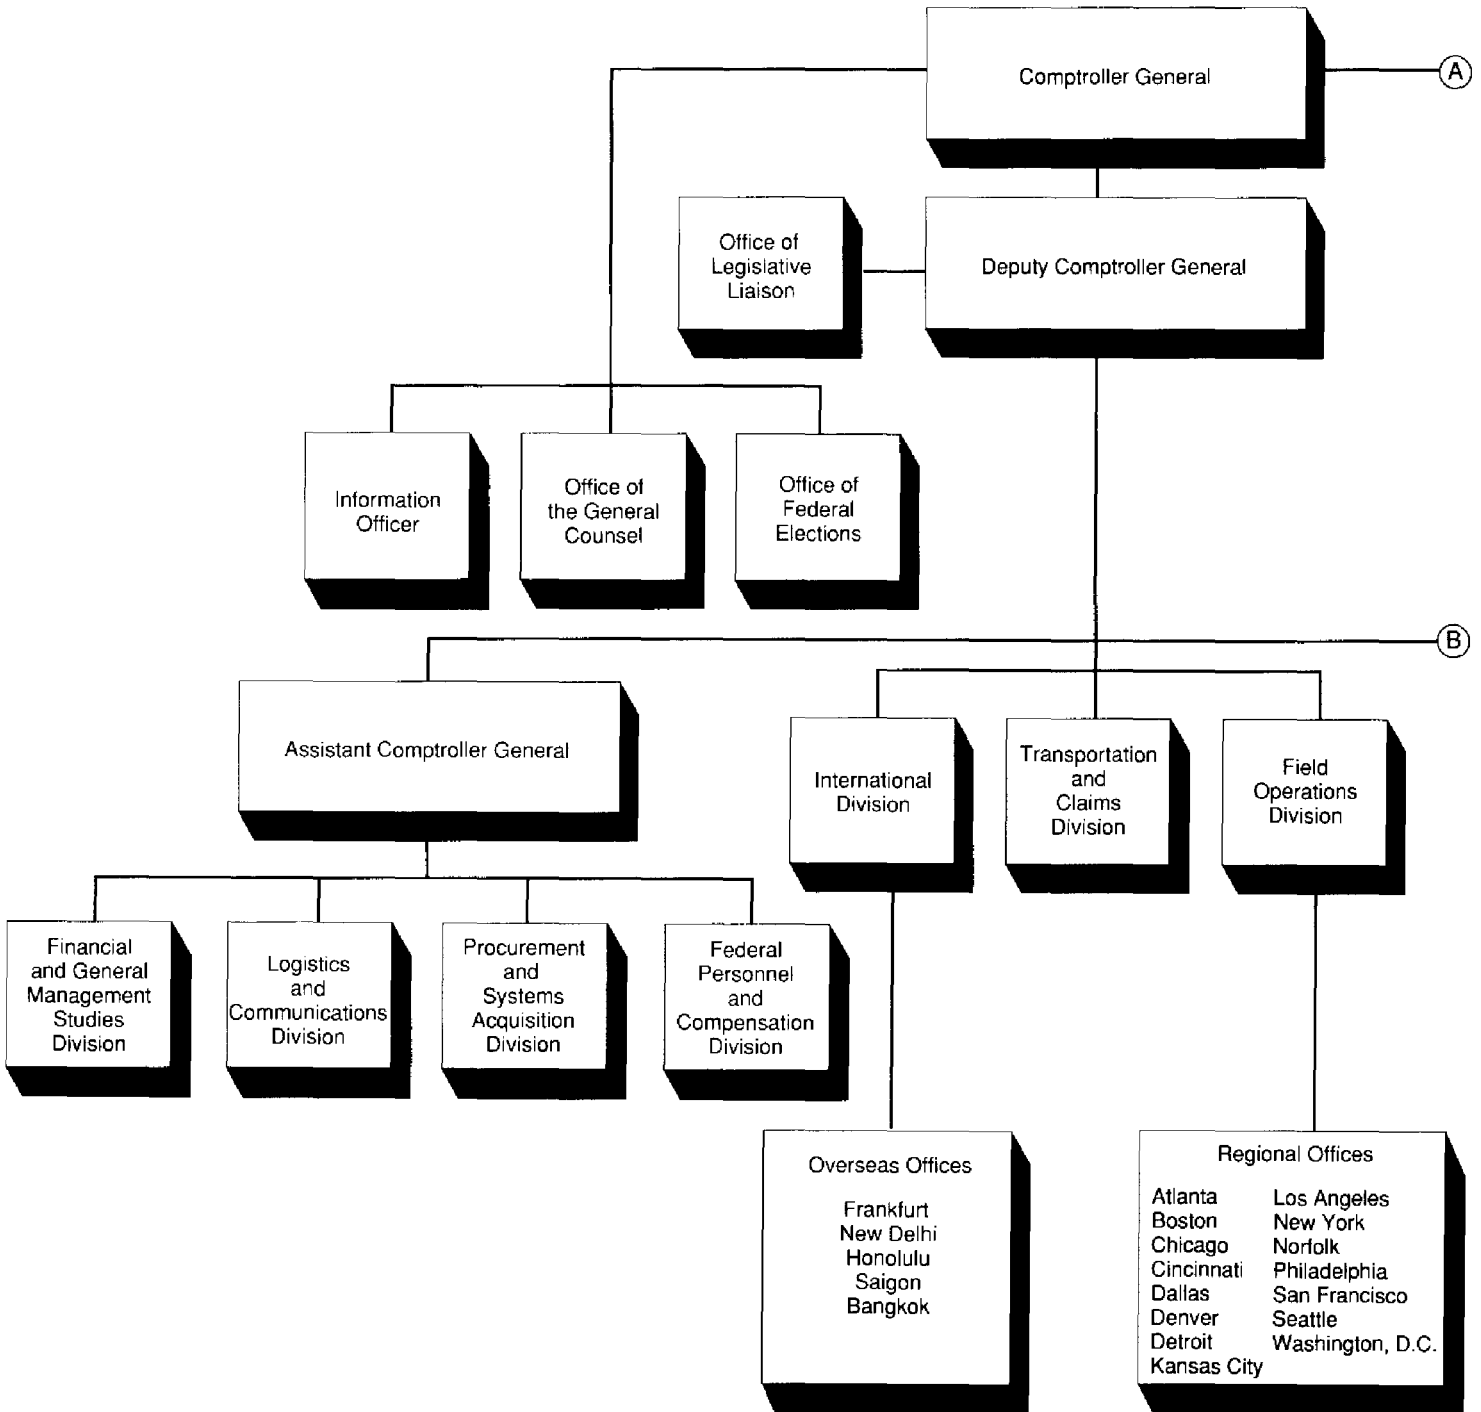 Comptroller General
A
Office of
Legislative
Liaison
Deputy Comptroller General
Information
Officer
Office of
the General
Counsel
Office of
Federal
Elections
B
Assistant Comptroller General
International
Division
Transportation
and
Claims
Division
Field
Operations
Division
Financial
and General
Management
Studies
Division
Logistics
and
Communications
Division
Procurement
and
Systems
Acquisition
Division
Federal
Personnel
and
Compensation
Division
Overseas Offices
Frankfurt
New Delhi
Honolulu
Saigon
Bangkok
Regional Offices
Atlanta
Boston
Chicago
Cincinnati
Dallas
Denver
Detroit
Kansas City
Los Angeles
New York
Norfolk
Philadelphia
San Francisco
Seattle
Washington, D.C.